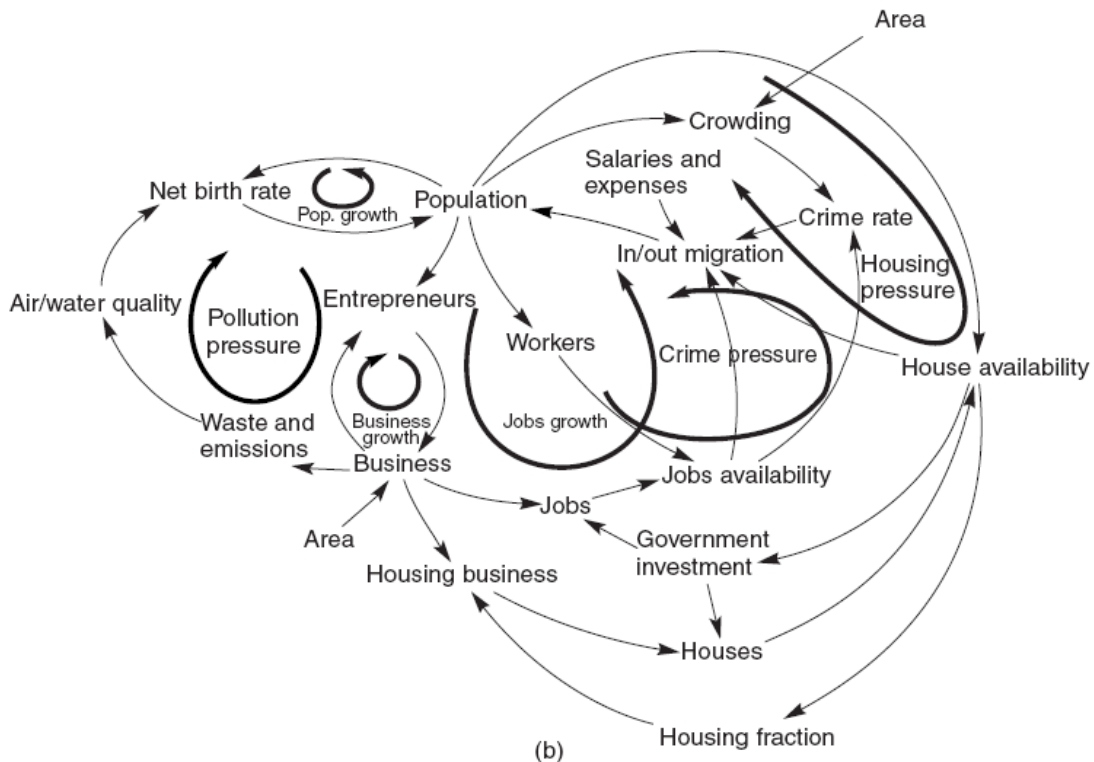 Area
Crowding
Salaries and
expenses
Net birth rate
Pop. growth
Population
Crime rate
In/out migration
Housing
pressure
Air/water quality
Pollution
pressure
Entrepreneurs
Workers
Crime pressure
House availability
Waste and
emissions
Business
growth
Jobs growth
Business
Jobs availability
Jobs
Area
Government
investment
Housing business
Houses
Housing fraction
(b)